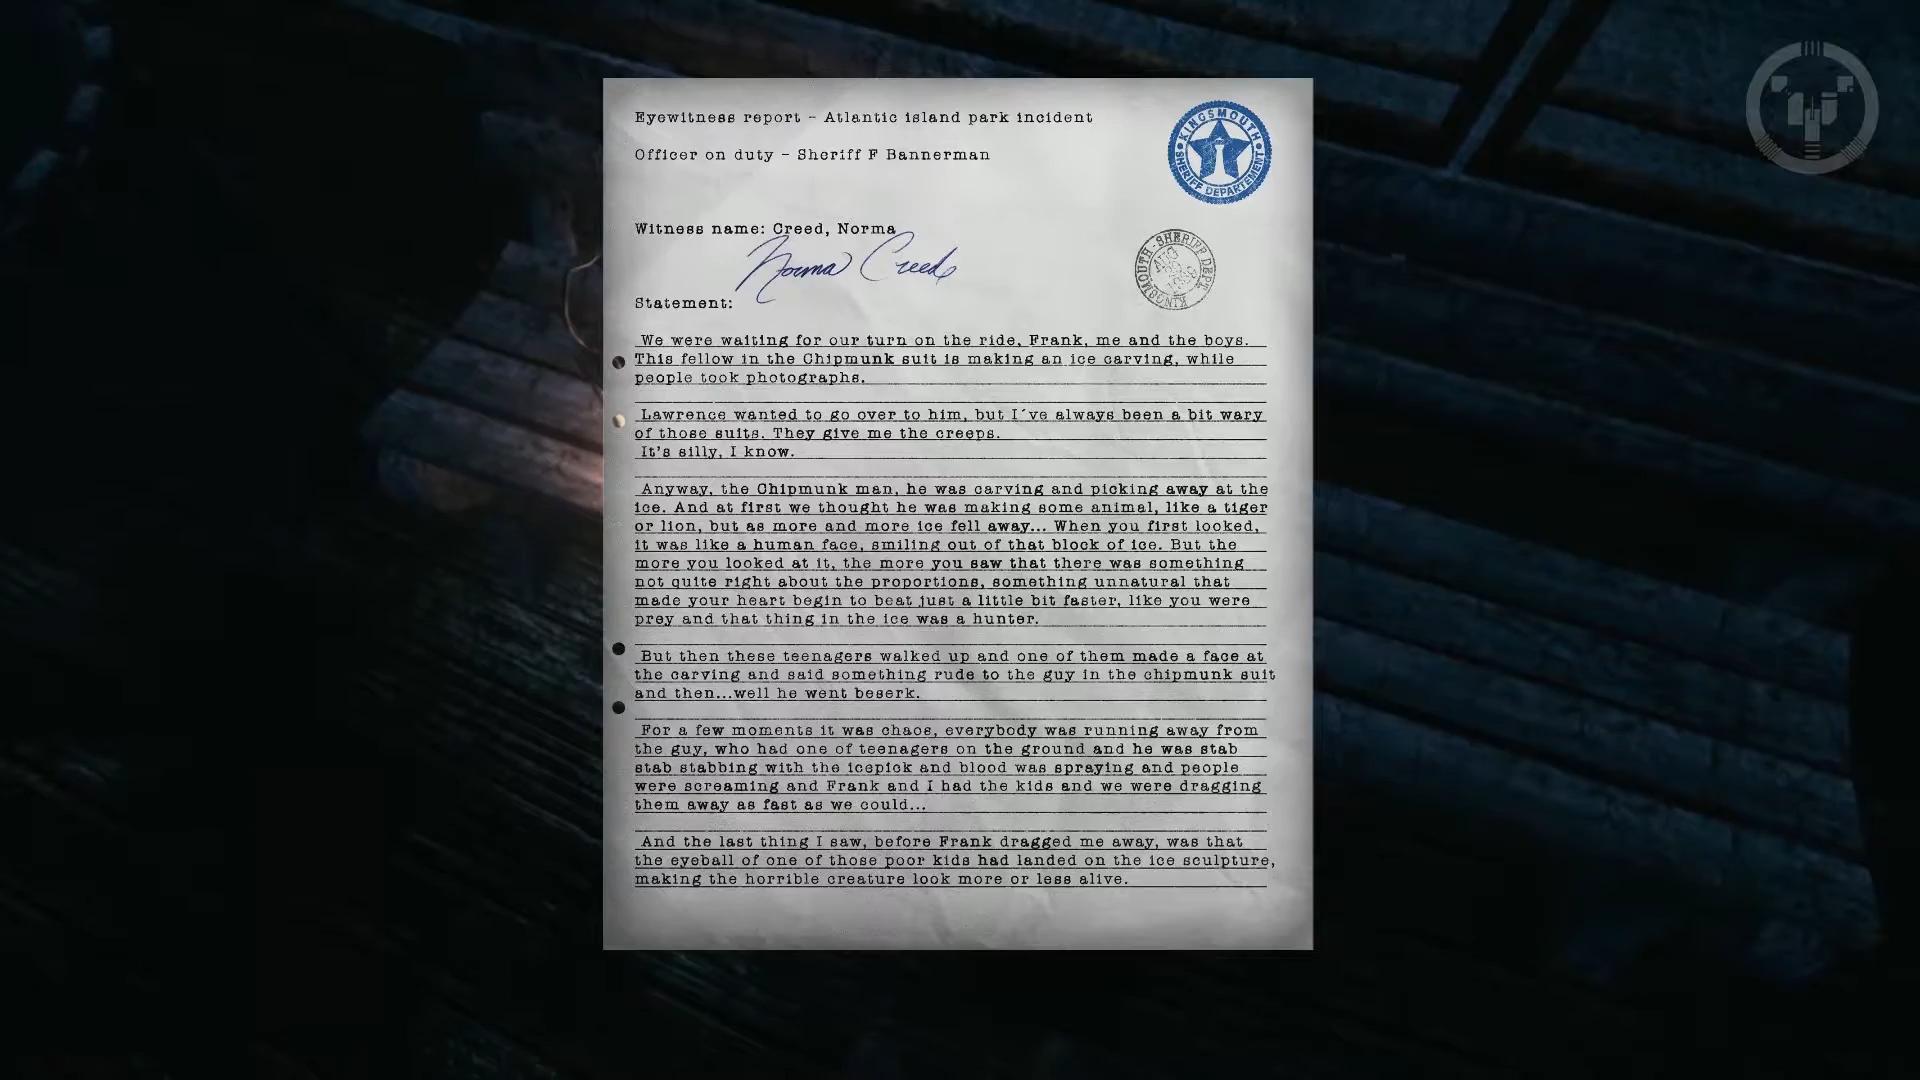 Eyewitness report - Atlantic island park incident
Officer on duty - Sheriff F Bannerman
KINGSMOUTH
SHERIFF DEPARTEMENT
Witness name: Creed, Norma
Norma Creed
KINGSMOUTH-SHERIFF DEPT.
AUG
Statement:
We were waiting for our turn on the ride, Frank, me and the boys.
This fellow in the Chipmunk suit is making an ice carving, while
people took photographs.
Lawrence wanted to go over to him, but I´ve always been a bit wary
of those suits. They give me the creeps.
It's silly, I know.
Anyway, the Chipmunk man, he was carving and picking away at the
ice. And at first we thought he was making some animal, like a tiger
or lion, but as more and more ice fell away... When you first looked,
it was like a human face, smiling out of that block of ice. But the
more you looked at it, the more you saw that there was something
not quite right about the proportions, something unnatural that
made your heart begin to beat just a little bit faster, like you were
prey and that thing in the ice was a hunter.
But then these teenagers walked up and one of them made a face at
the carving and said something rude to the guy in the chipmunk suit
and then...well he went beserk.
For a few moments it was chaos, everybody was running away from
the guy, who had one of teenagers on the ground and he was stab
stab stabbing with the icepick and blood was spraying and people
were screaming and Frank and I had the kids and we were dragging
them away as fast as we could...
And the last thing I saw, before Frank dragged me away, was that
the eyeball of one of those poor kids had landed on the ice sculpture,
making the horrible creature look more or less alive.